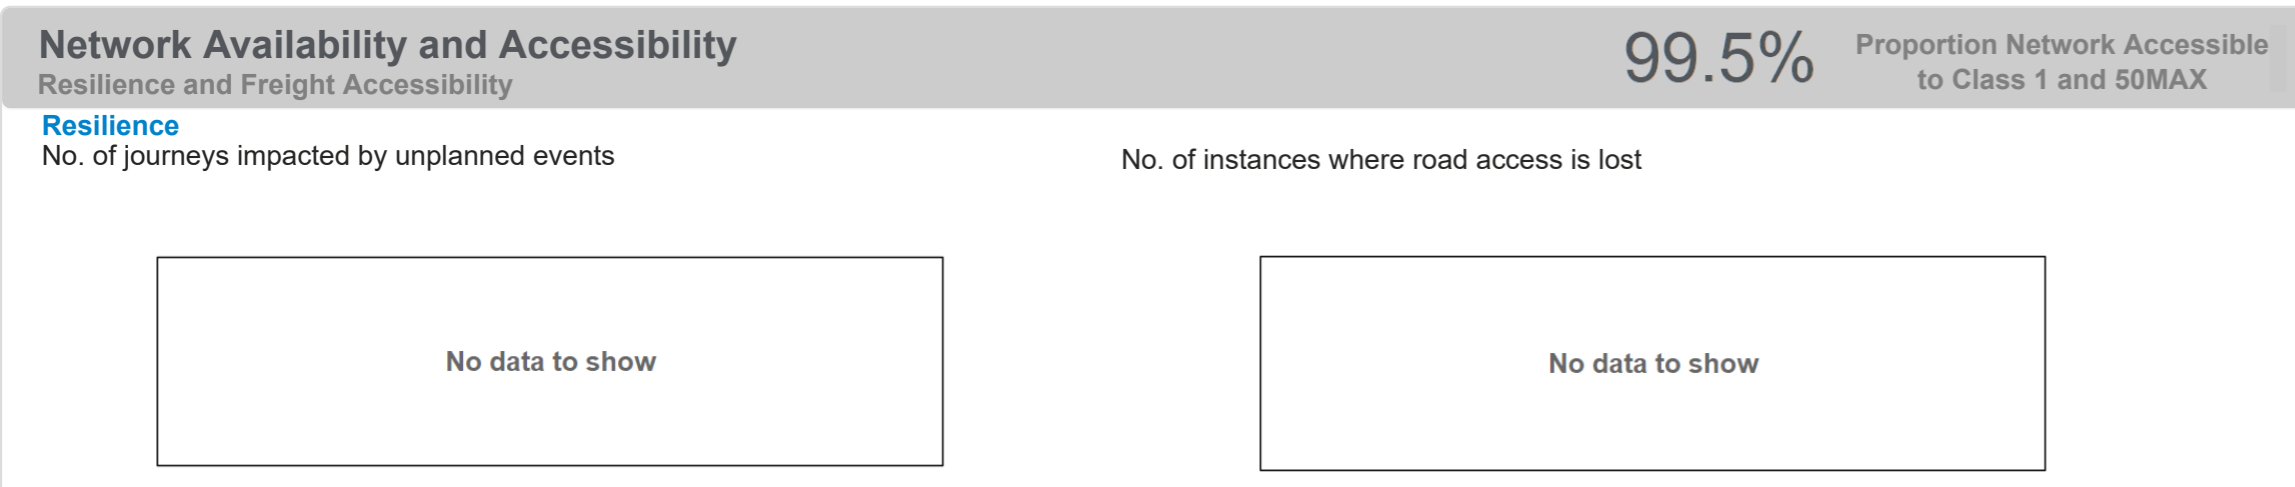 Network Availability and Accessibility
Resilience and Freight Accessibility
99.5%
Proportion Network Accessible
to Class 1 and 50MAX
Resilience
No. of journeys impacted by unplanned events
No. of instances where road access is lost
No data to show
No data to show